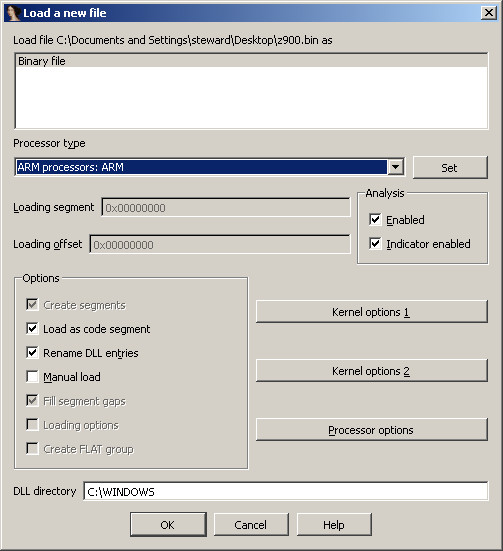 Load a new file
Load file C:\Documents and Settings\steward\Desktop\z900.bin as
Binary file
Processor type
ARM processors: ARM
Set
Loading segment 0x00000000
Loading offset 0x00000000
Analysis
Enabled
Indicator enabled
Options
Create segments
Load as code segment
Rename DLL entries
Manual load
Fill segment gaps
Loading options
Create FLAT group
Kernel options 1
Kernel options 2
Processor options
DLL directory C:\WINDOWS
OK Cancel Help